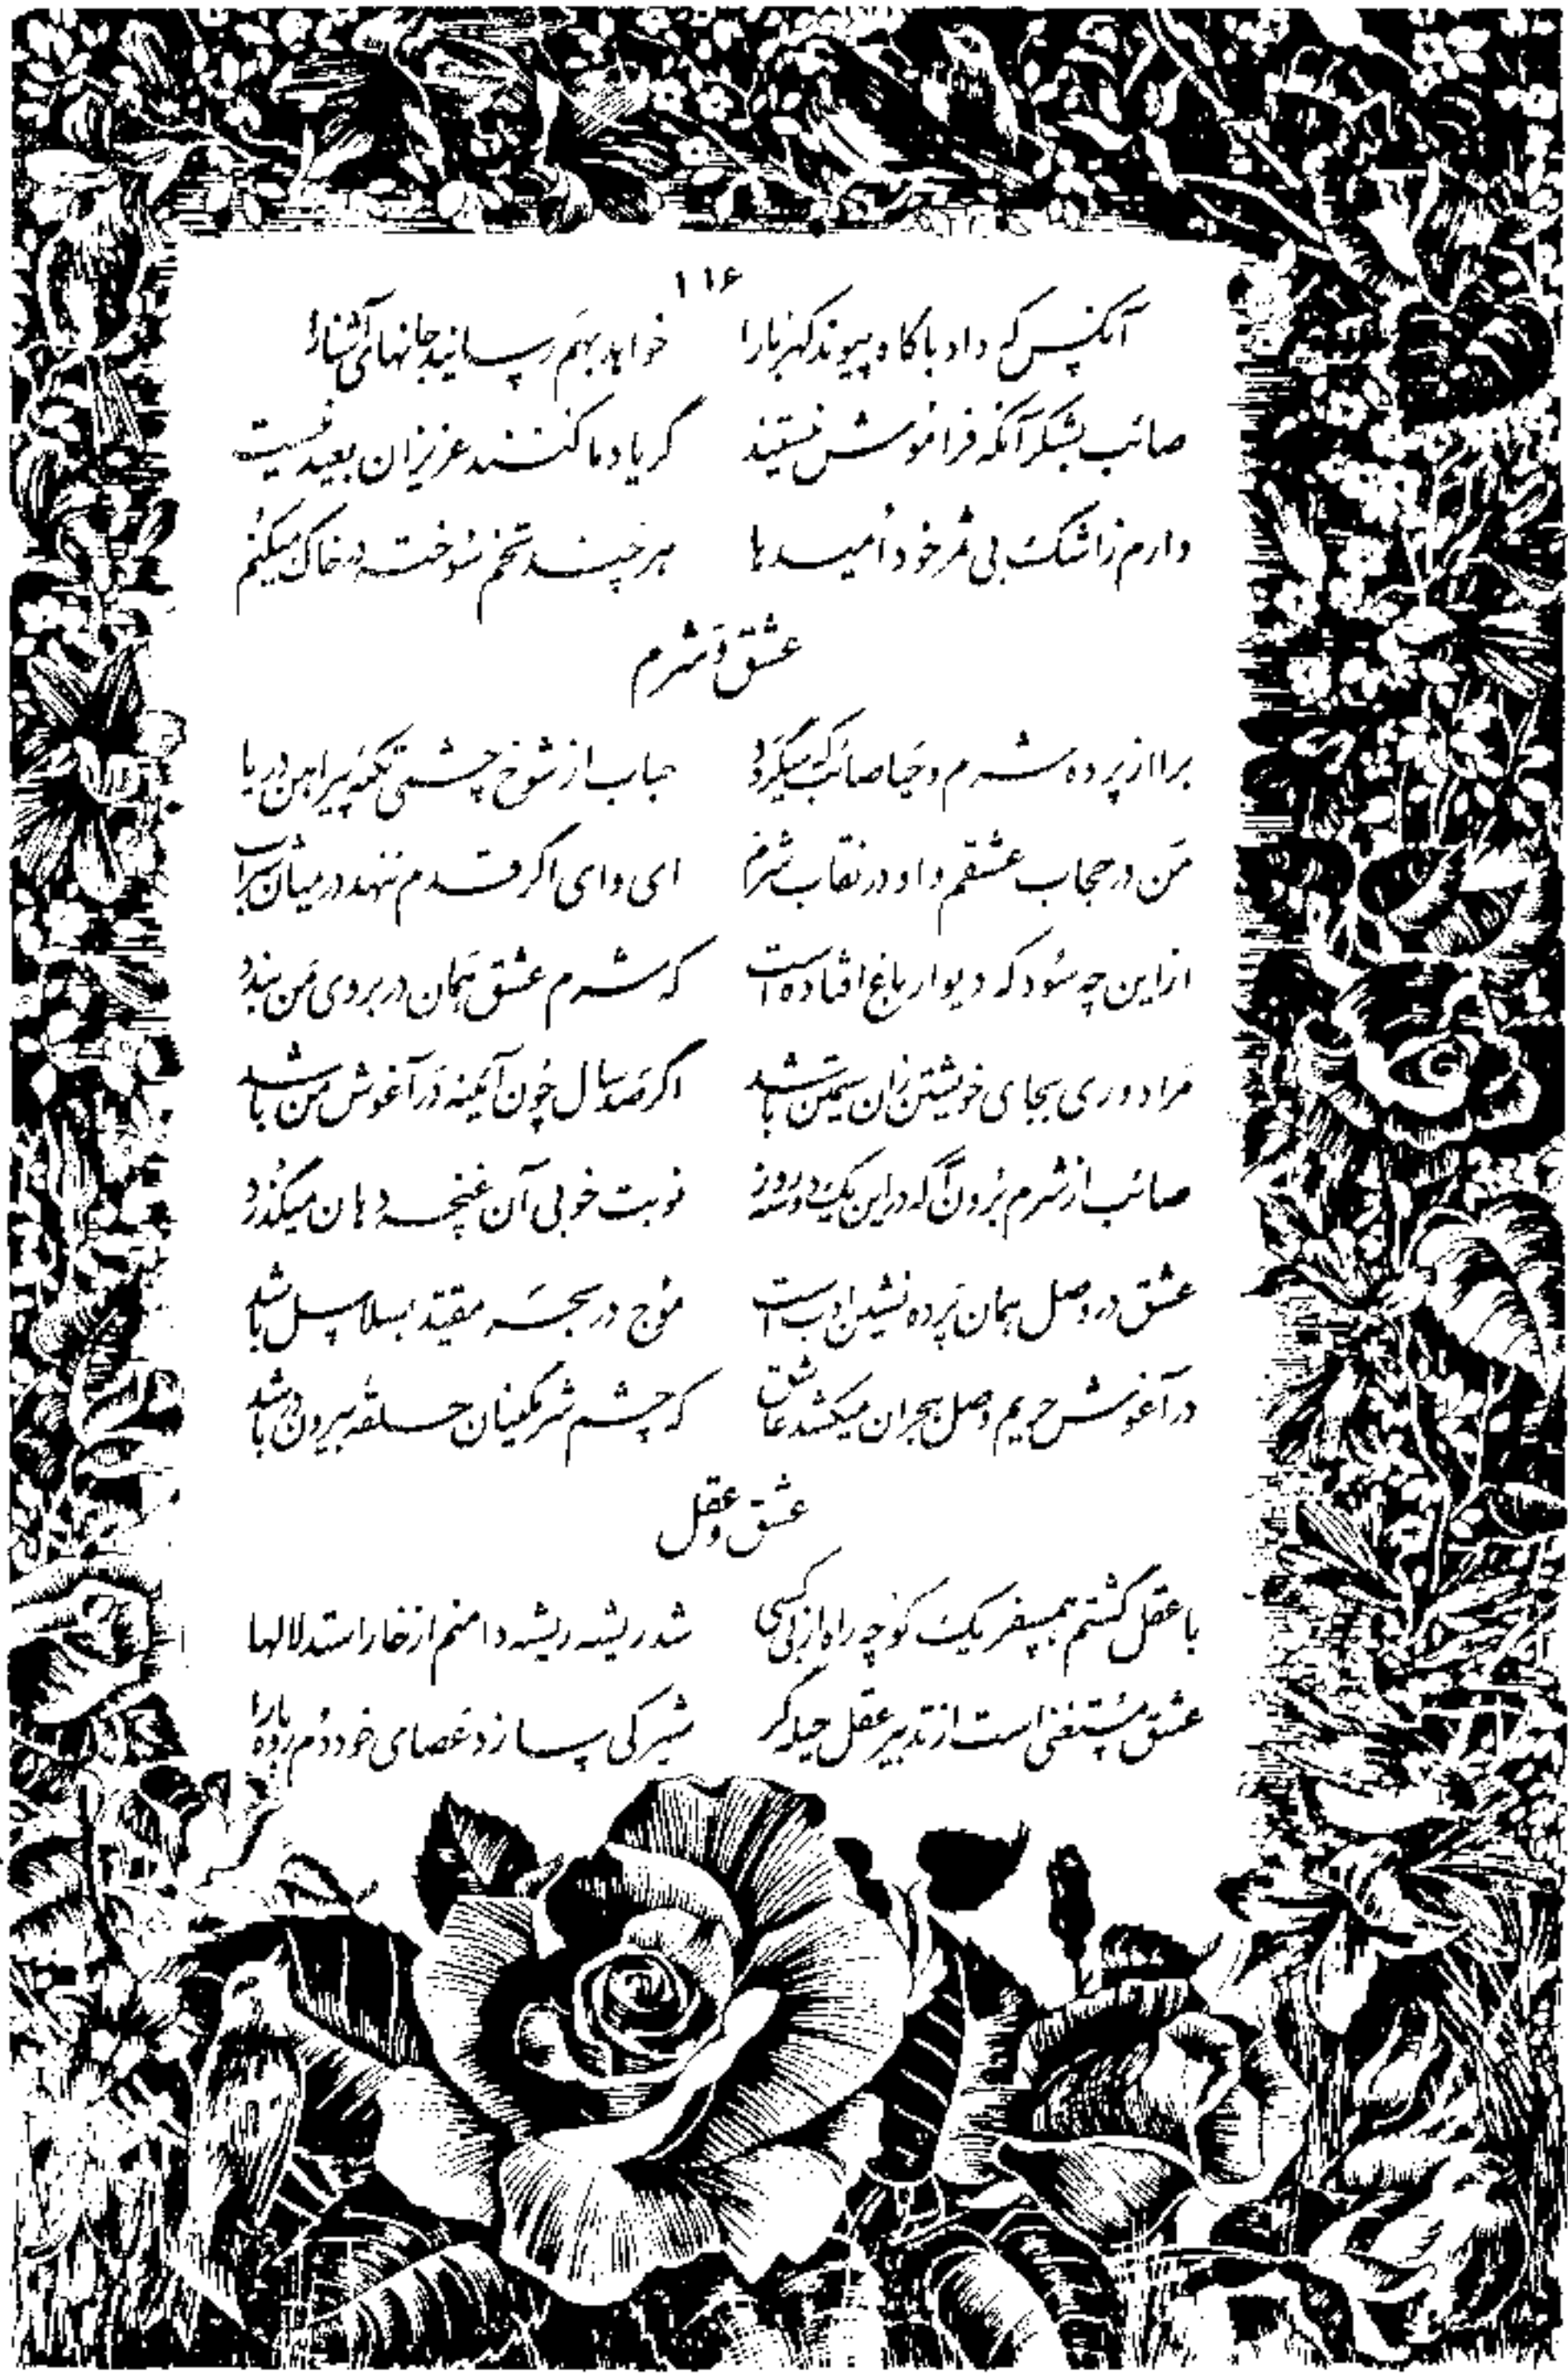 ۱۱۶
آنکس که داد با کاه پیوند کهربا را خواهد بهم رسانید جانهای آشنا را
صائب بشکر آنکه فراموش نیستند گر یاد ما کنند عزیزان بعید نیست
دارم ز اشک بی ثمر خود اُمیدها هر چند تخم سوخته در خاک میکنم
عشق و شرم
برا از پرده شرم و حیا صائب که میگردد حباب از شوخ چشمی تکمه پیراهن دریا
من در حجاب عشقم و او در نقاب شرم ای وای اگر قدم ننهد در میان شراب
از این چه سود که دیوار باغ افتاده است که شرم عشق همان در بروی من بندد
مرا دوری بجای خویشتن زان سیمتن باشد اگر صد سال چون آیینه در آغوش من باشد
صائب از شرم برون آ که در این یک دو سه روز نوبت خوبی آن غنچه دهان میگذرد
عشق در وصل همان پرده نشین ادب است موج در بحر مقید بسلاسل باشد
در آغوش حریم وصل هجران میکشد عاشق که چشم شرمگینان حلقه بیرون در باشد
عشق و عقل
با عقل گشتم همسفر یک کوچه راه از بی کسی شد ریشه ریشه دامنم از خار استدلالها
عشق مستغنی است از تدبیر عقل حیله گر شیر کی سازد عصای خود دُم روباه را